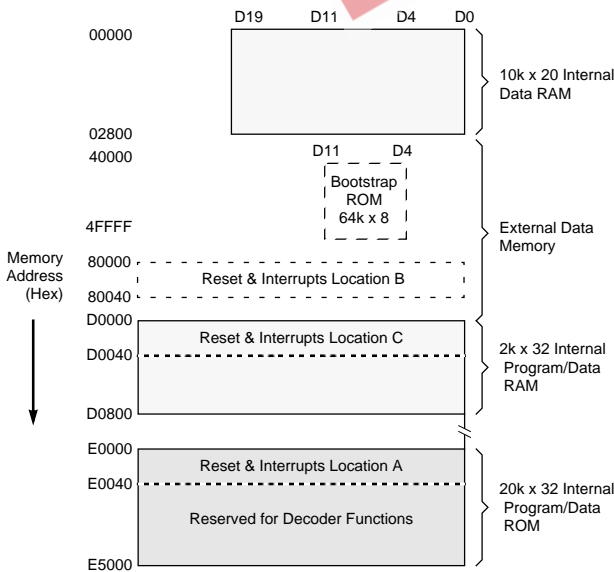 D19 D11 D4 D0
00000
10k x 20 Internal
Data RAM
02800
40000
D11 D4
Bootstrap
ROM
64k x 8
4FFFF
External Data
Memory
Memory
Address
(Hex)
80000
Reset & Interrupts Location B
80040
D0000
Reset & Interrupts Location C
D0040
2k x 32 Internal
Program/Data
RAM
D0800
E0000
Reset & Interrupts Location A
E0040
20k x 32 Internal
Program/Data
ROM
Reserved for Decoder Functions
E5000